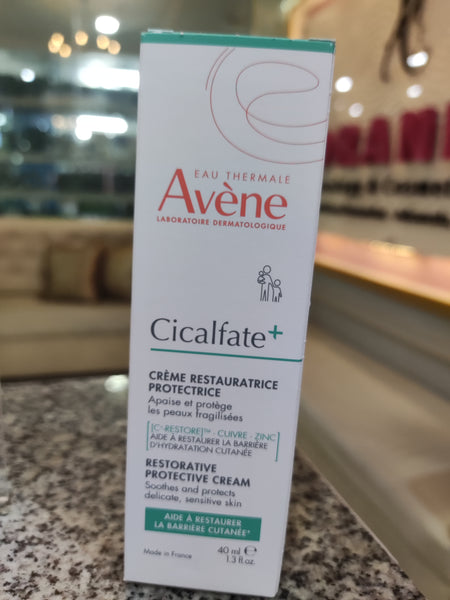 EAU THERMALE
Avène
LABORATOIRE DERMATOLOGIQUE
Cicalfate+
CRÈME RESTAURATRICE
PROTECTRICE
Apaise et protège
les peaux fragilisées
[C+-RESTORE]™ - CUIVRE - ZINC
AIDE À RESTAURER LA BARRIÈRE
D'HYDRATATION CUTANÉE
RESTORATIVE
PROTECTIVE CREAM
Soothes and protects
delicate, sensitive skin
AIDE À RESTAURER
LA BARRIÈRE CUTANÉE*
Made in France
40 ml e
1.3 fl.oz.